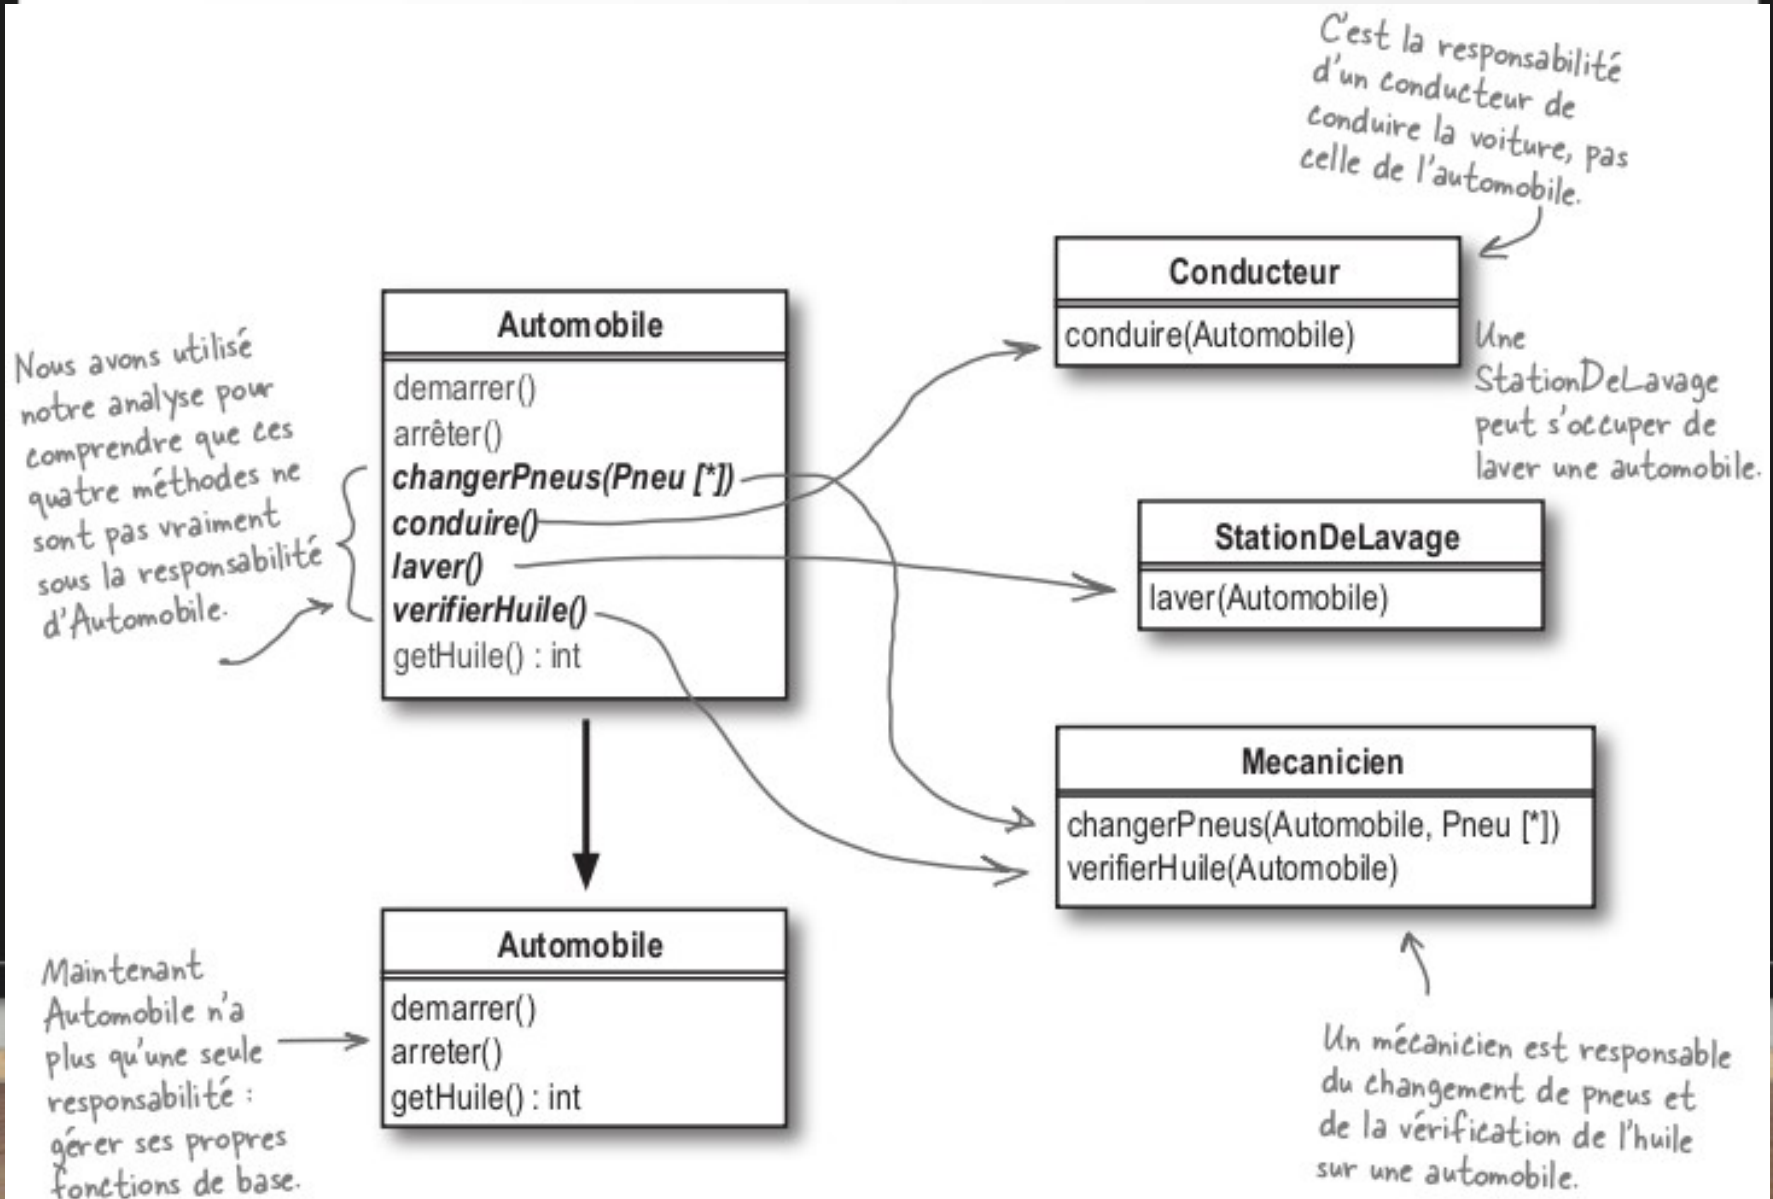 C'est la responsabilité
d'un conducteur de
conduire la voiture, pas
celle de l'automobile.
Conducteur
conduire(Automobile)
Automobile
demarrer()
arrêter()
changerPneus(Pneu [*])
conduire()
laver()
verifierHuile()
getHuile() : int
Nous avons utilisé
notre analyse pour
comprendre que ces
quatre méthodes ne
sont pas vraiment
sous la responsabilité
d'Automobile.
Une
StationDeLavage
peut s'occuper de
laver une automobile.
StationDeLavage
laver(Automobile)
Mecanicien
changerPneus(Automobile, Pneu [*])
verifierHuile(Automobile)
Automobile
demarrer()
arreter()
getHuile() : int
Maintenant
Automobile n'a
plus qu'une seule
responsabilité :
gérer ses propres
fonctions de base.
Un mécanicien est responsable
du changement de pneus et
de la vérification de l'huile
sur une automobile.